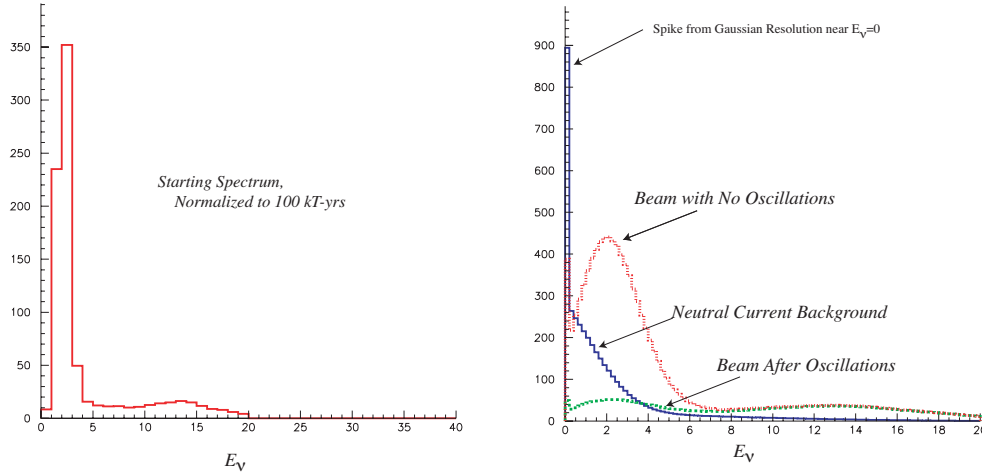 350
300
250
200
150
100
50
0
0 5 10 15 20 25 30 35 40
Starting Spectrum,
Normalized to 100 kT-yrs
Eν
900
800
700
600
500
400
300
200
100
0
0 2 4 6 8 10 12 14 16 18 20
Spike from Gaussian Resolution near Eν=0
Beam with No Oscillations
Neutral Current Background
Beam After Oscillations
Eν